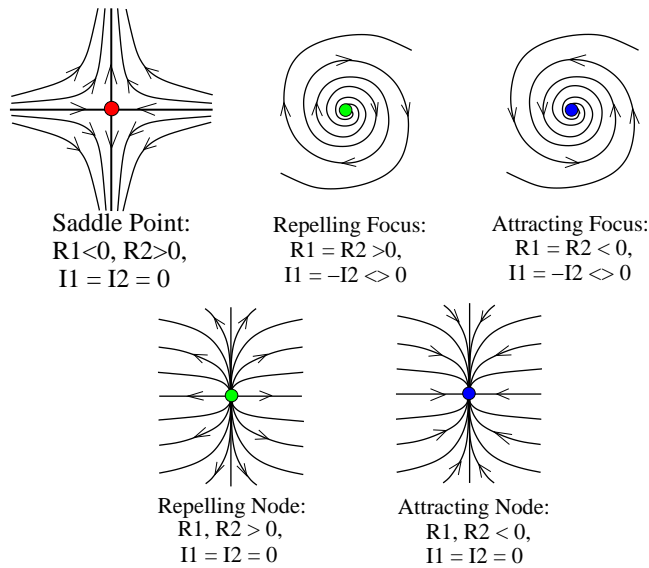 Saddle Point:
R1<0, R2>0,
I1 = I2 = 0
Repelling Focus:
R1 = R2 >0,
I1 = −I2 <> 0
Attracting Focus:
R1 = R2 < 0,
I1 = −I2 <> 0
Repelling Node:
R1, R2 > 0,
I1 = I2 = 0
Attracting Node:
R1, R2 < 0,
I1 = I2 = 0